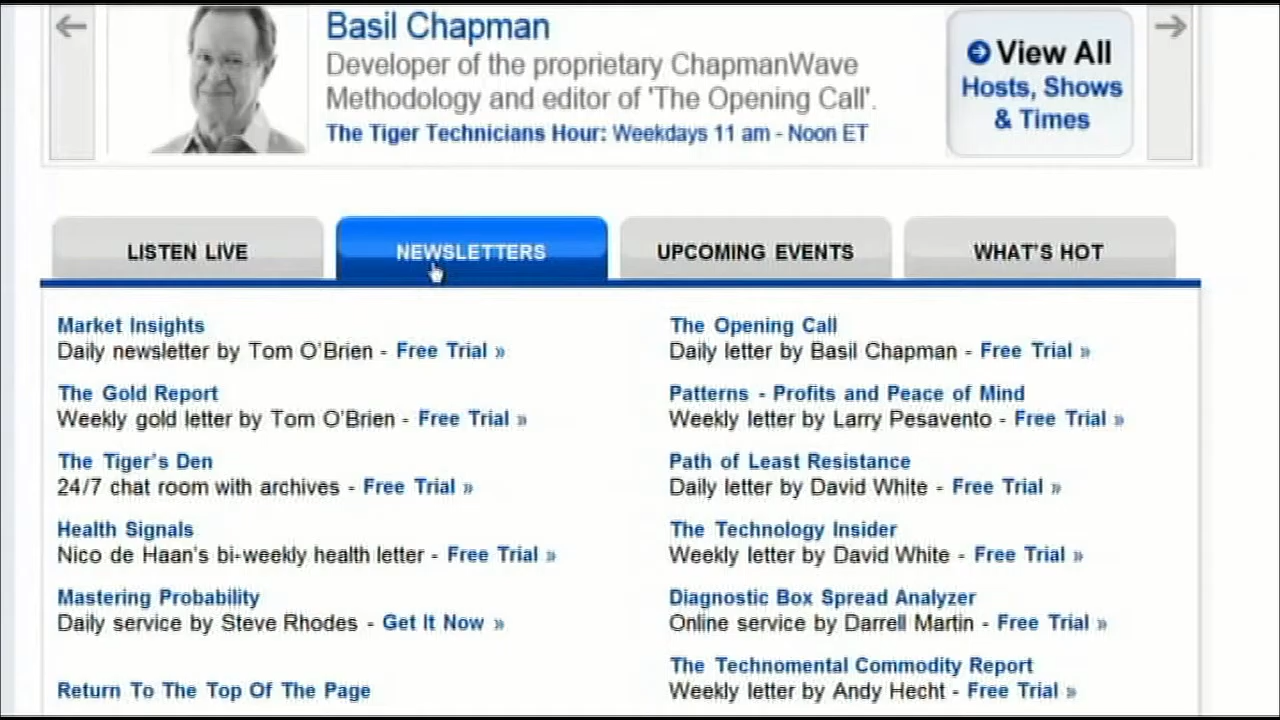 Basil Chapman
Developer of the proprietary ChapmanWave
Methodology and editor of 'The Opening Call'.
The Tiger Technicians Hour: Weekdays 11 am - Noon ET
View All
Hosts, Shows
& Times
LISTEN LIVE
NEWSLETTERS
UPCOMING EVENTS
WHAT'S HOT
Market Insights
Daily newsletter by Tom O'Brien - Free Trial »
The Gold Report
Weekly gold letter by Tom O'Brien - Free Trial »
The Tiger's Den
24/7 chat room with archives - Free Trial »
Health Signals
Nico de Haan's bi-weekly health letter - Free Trial »
Mastering Probability
Daily service by Steve Rhodes - Get It Now »
Return To The Top Of The Page
The Opening Call
Daily letter by Basil Chapman - Free Trial »
Patterns - Profits and Peace of Mind
Weekly letter by Larry Pesavento - Free Trial »
Path of Least Resistance
Daily letter by David White - Free Trial »
The Technology Insider
Weekly letter by David White - Free Trial »
Diagnostic Box Spread Analyzer
Online service by Darrell Martin - Free Trial »
The Technomental Commodity Report
Weekly letter by Andy Hecht - Free Trial »